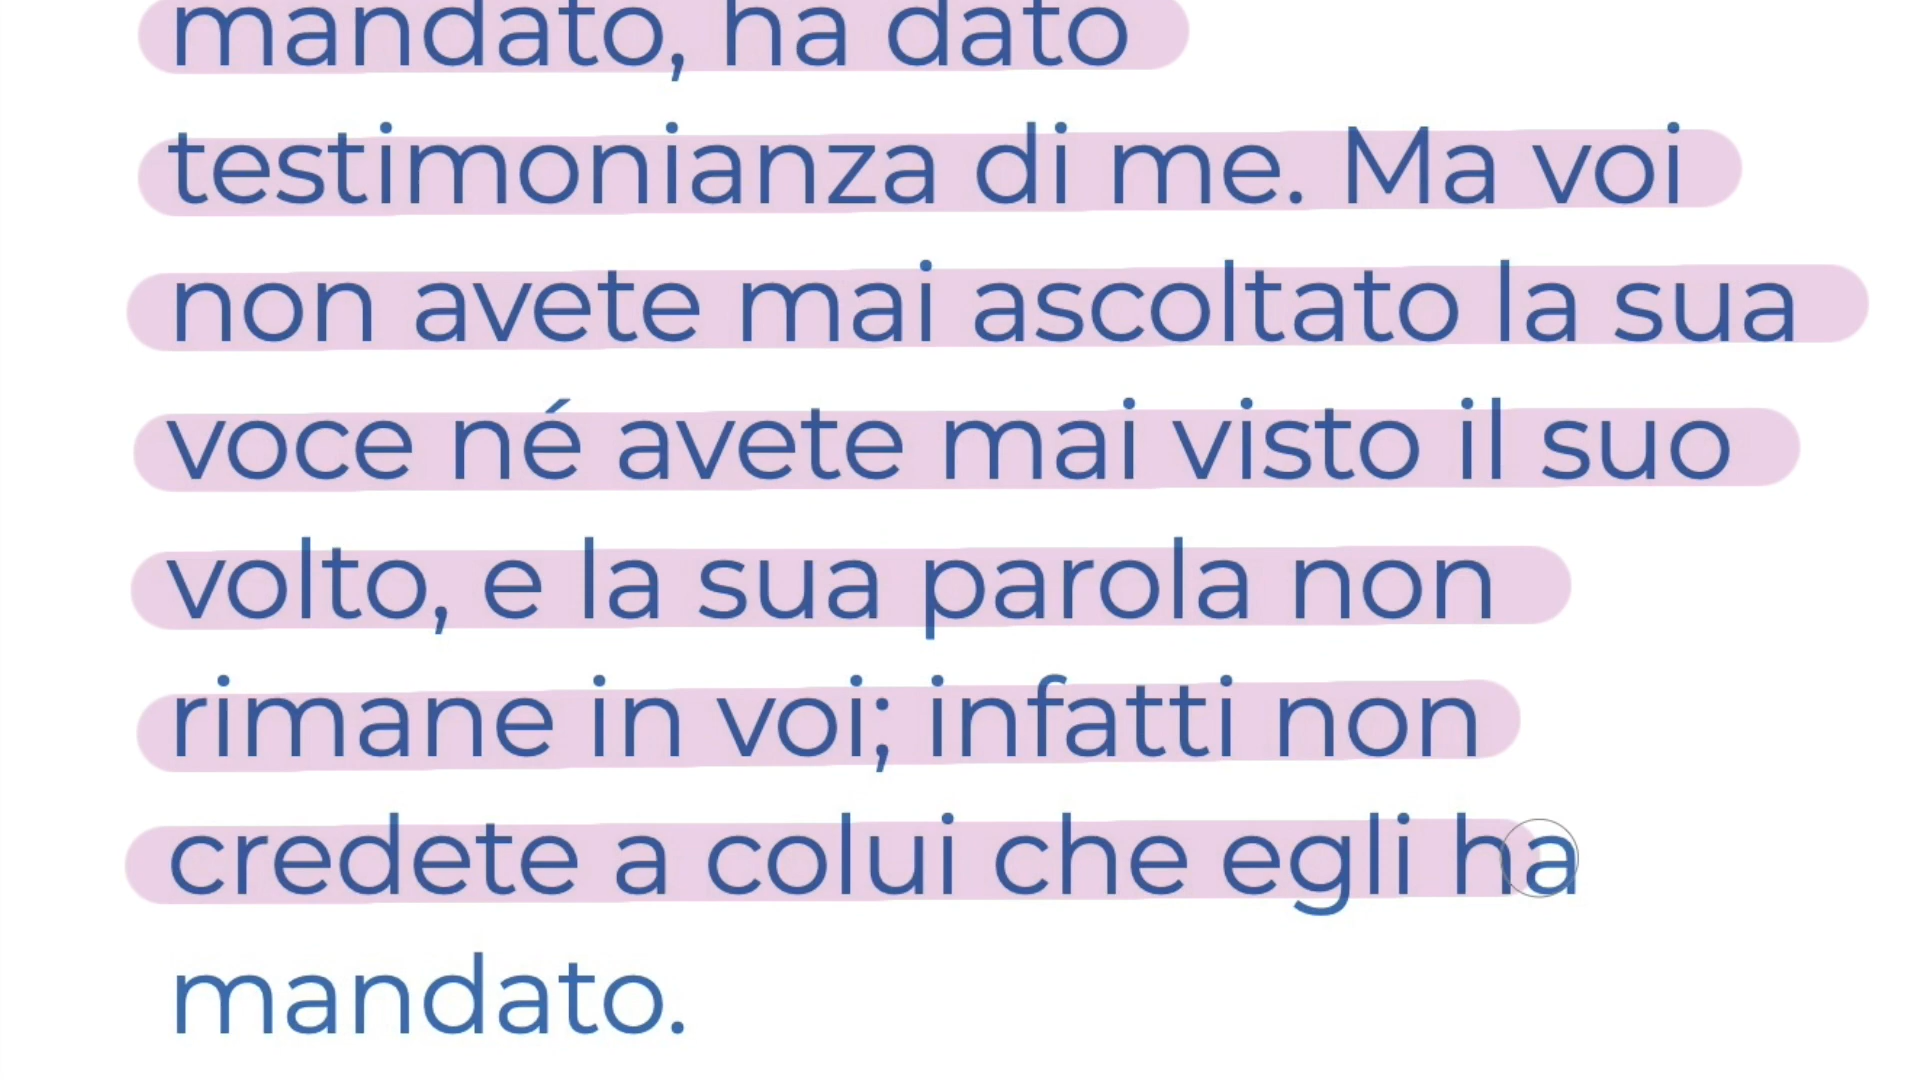 mandato, ha dato
testimonianza di me. Ma voi
non avete mai ascoltato la sua
voce né avete mai visto il suo
volto, e la sua parola non
rimane in voi; infatti non
credete a colui che egli ha
mandato.